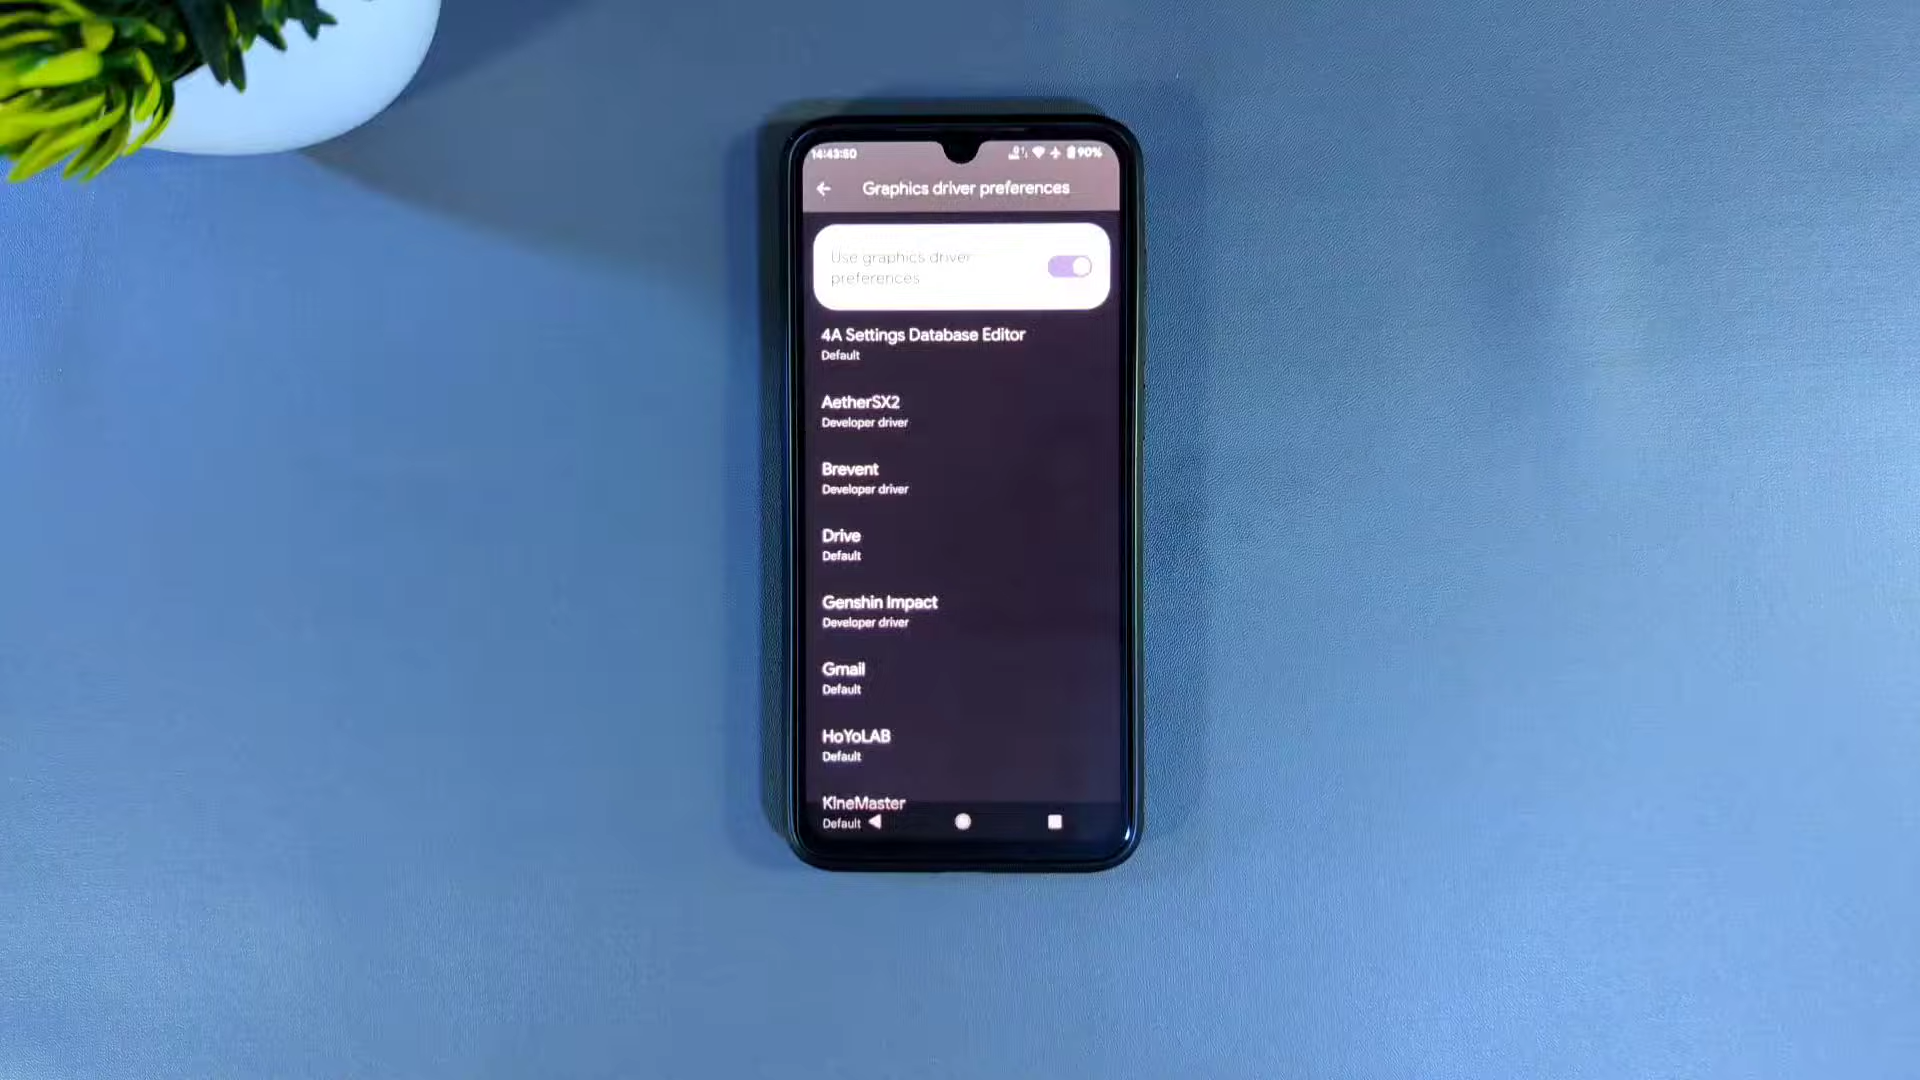 14:43:50
90%
Graphics driver preferences
Use graphics driver
preferences
4A Settings Database Editor
Default
AetherSX2
Developer driver
Brevent
Developer driver
Drive
Default
Genshin Impact
Developer driver
Gmail
Default
HoYoLAB
Default
KineMaster
Default